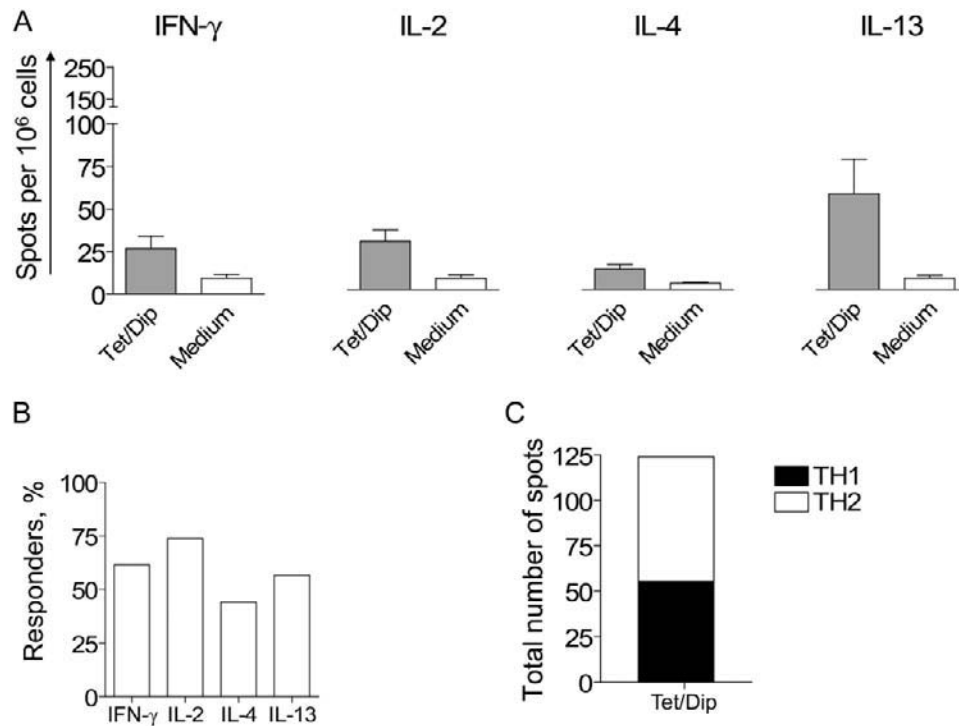 A
IFN-γ IL-2 IL-4 IL-13
Spots per 10⁶ cells
250
150
100
75
50
25
0
Tet/Dip Medium Tet/Dip Medium Tet/Dip Medium Tet/Dip Medium
B
Responders, %
100
75
50
25
0
IFN-γ IL-2 IL-4 IL-13
C
Total number of spots
125
100
75
50
25
0
Tet/Dip
TH1
TH2